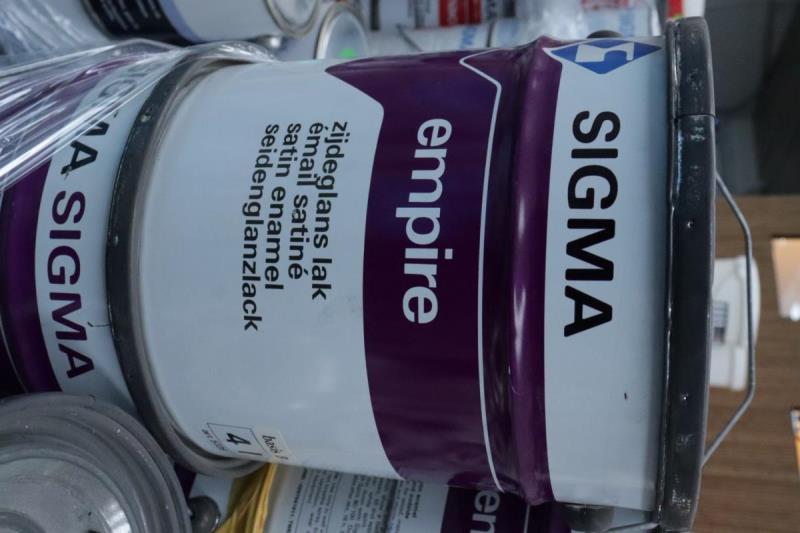 SIGMA
empire
zijdeglans lak
émail satiné
satin enamel
seidenglanzlack
4 l
SIGMA